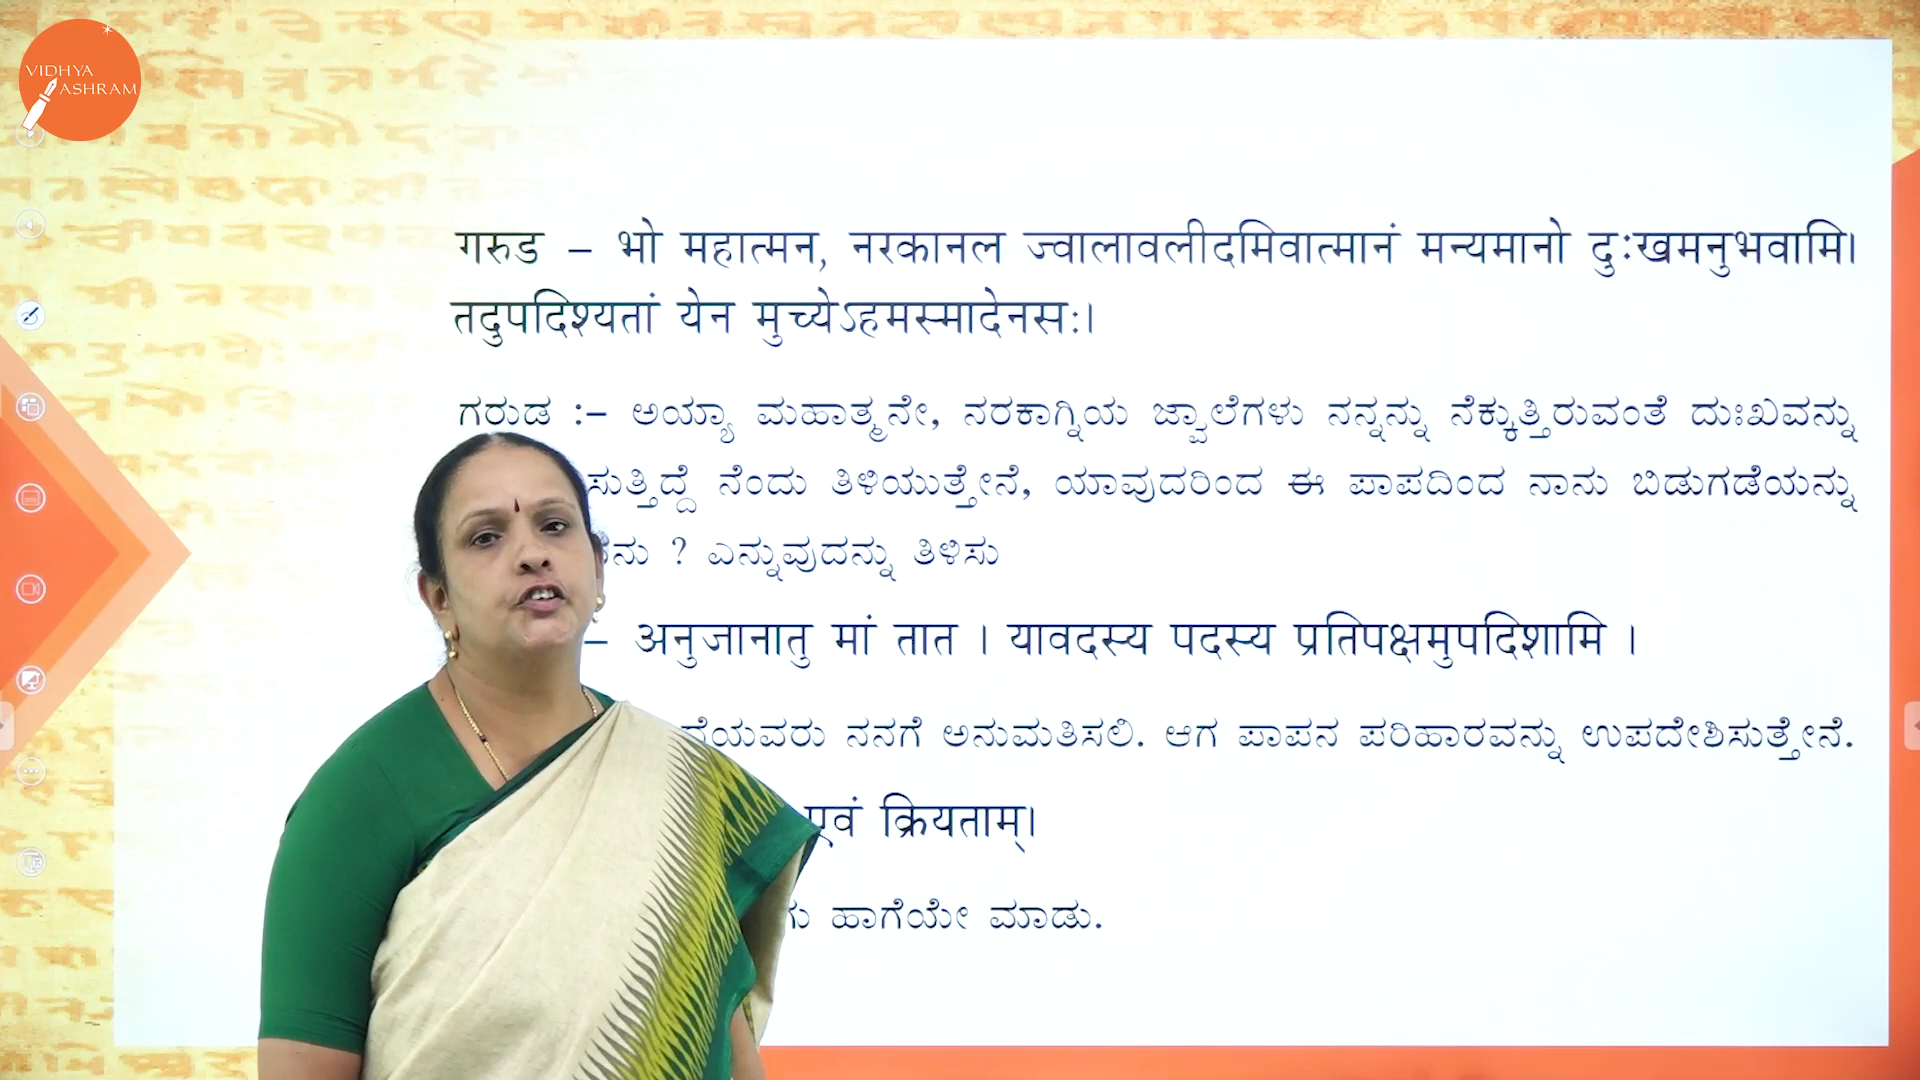 VIDHYA
ASHRAM
गरुड – भो महात्मन, नरकानल ज्वालावलीदमिवात्मानं मन्यमानो दुःखमनुभवामि।
तदुपदिश्यतां येन मुच्येऽहमस्मादेनसः।
ಗರುಡ :– ಅಯ್ಯಾ ಮಹಾತ್ಮನೇ, ನರಕಾಗ್ನಿಯ ಜ್ವಾಲೆಗಳು ನನ್ನನ್ನು ನೆಕ್ಕುತ್ತಿರುವಂತೆ ದುಃಖವನ್ನು
ಸುತ್ತಿದ್ದೆ ನೆಂದು ತಿಳಿಯುತ್ತೇನೆ, ಯಾವುದರಿಂದ ಈ ಪಾಪದಿಂದ ನಾನು ಬಿಡುಗಡೆಯನ್ನು
ನು ? ಎನ್ನುವುದನ್ನು ತಿಳಿಸು
– अनुजानातु मां तात । यावदस्य पदस्य प्रतिपक्षमुपदिशामि ।
ದೆಯವರು ನನಗೆ ಅನುಮತಿಸಲಿ. ಆಗ ಪಾಪನ ಪರಿಹಾರವನ್ನು ಉಪದೇಶಿಸುತ್ತೇನೆ.
एवं क्रियताम्।
ಗು ಹಾಗೆಯೇ ಮಾಡು.